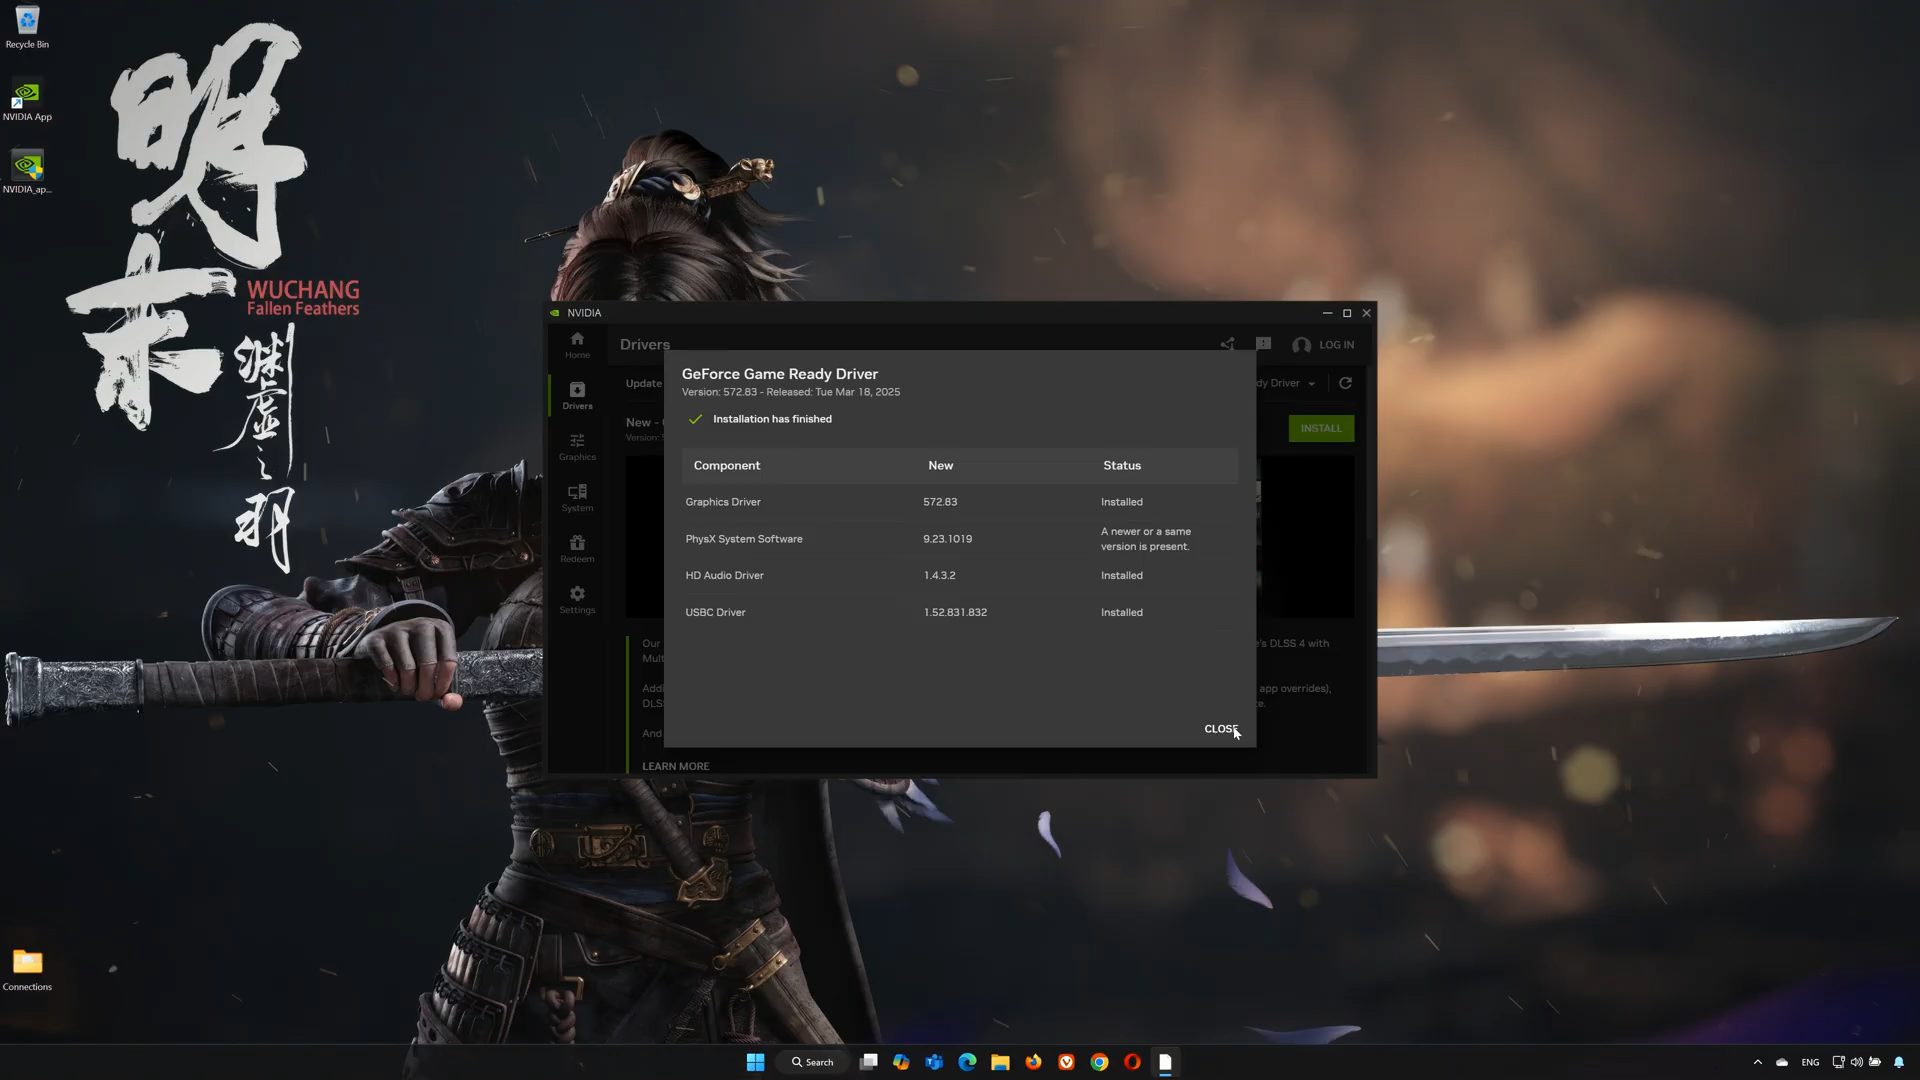 Recycle Bin
NVIDIA App
NVIDIA_ap...
明
末
WUCHANG
Fallen Feathers
渊
虚
之
羽
NVIDIA
Home
Drivers
LOG IN
Drivers
Update
dy Driver
New -
INSTALL
Version:
Graphics
System
Redeem
Settings
GeForce Game Ready Driver
Version: 572.83 - Released: Tue Mar 18, 2025
Installation has finished
Component New Status
Graphics Driver 572.83 Installed
PhysX System Software 9.23.1019 A newer or a same
version is present.
HD Audio Driver 1.4.3.2 Installed
USBC Driver 1.52.831.832 Installed
CLOSE
Our
's DLSS 4 with
Mult
Addi
app overrides),
DLSS
And
LEARN MORE
Connections
Search
ENG